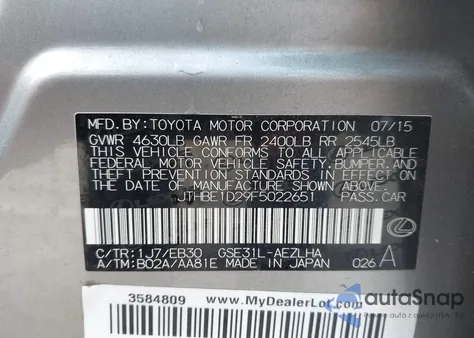 MFD. BY: TOYOTA MOTOR CORPORATION 07/15
GVWR 4630LB GAWR FR 2400LB RR 2545LB
THIS VEHICLE CONFORMS TO ALL APPLICABLE
FEDERAL MOTOR VEHICLE SAFETY, BUMPER, AND
THEFT PREVENTION STANDARDS IN EFFECT ON
THE DATE OF MANUFACTURE SHOWN ABOVE.
JTHBE1D29F5022651 PASS. CAR
C/TR: 1J7/EB30 GSE31L-AEZLHA
A/TM: B02A/AA81E MADE IN JAPAN 026 A
3584809 www.MyDealerLot.com
autoSnap